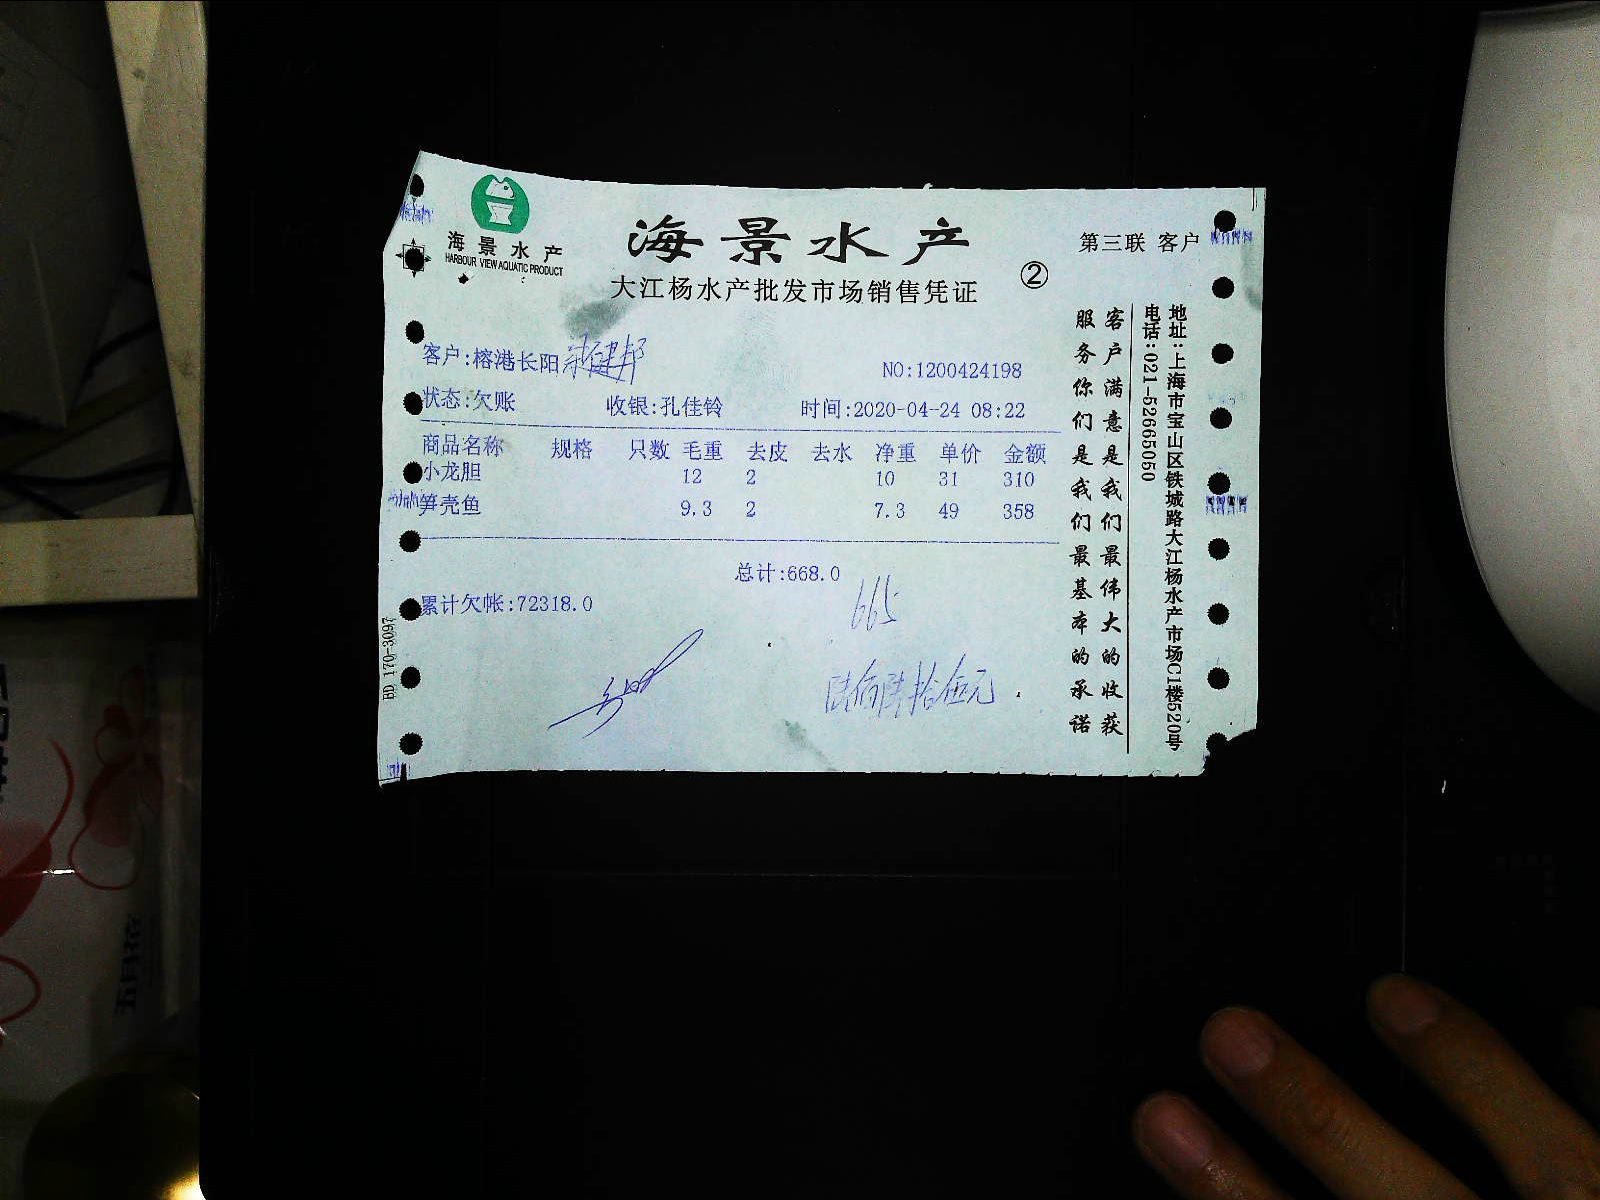 海景水产
HARBOUR VIEW AQUATIC PRODUCT
海景水产
大江杨水产批发市场销售凭证
②
第三联 客户
客户:榕港长阳
NO:1200424198
状态:欠账 收银:孔佳铃 时间:2020-04-24 08:22
商品名称 规格 只数 毛重 去皮 去水 净重 单价 金额
小龙胆 12 2 10 31 310
笋壳鱼 9.3 2 7.3 49 358
总计:668.0
累计欠帐:72318.0
665
陆佰陆拾伍元
客户满意是我们最伟大的收获
服务你们是我们最基本的承诺
地址:上海市宝山区铁城路大江杨水产市场C1楼520号
电话:021-52665050
BD 170-3097
五月花